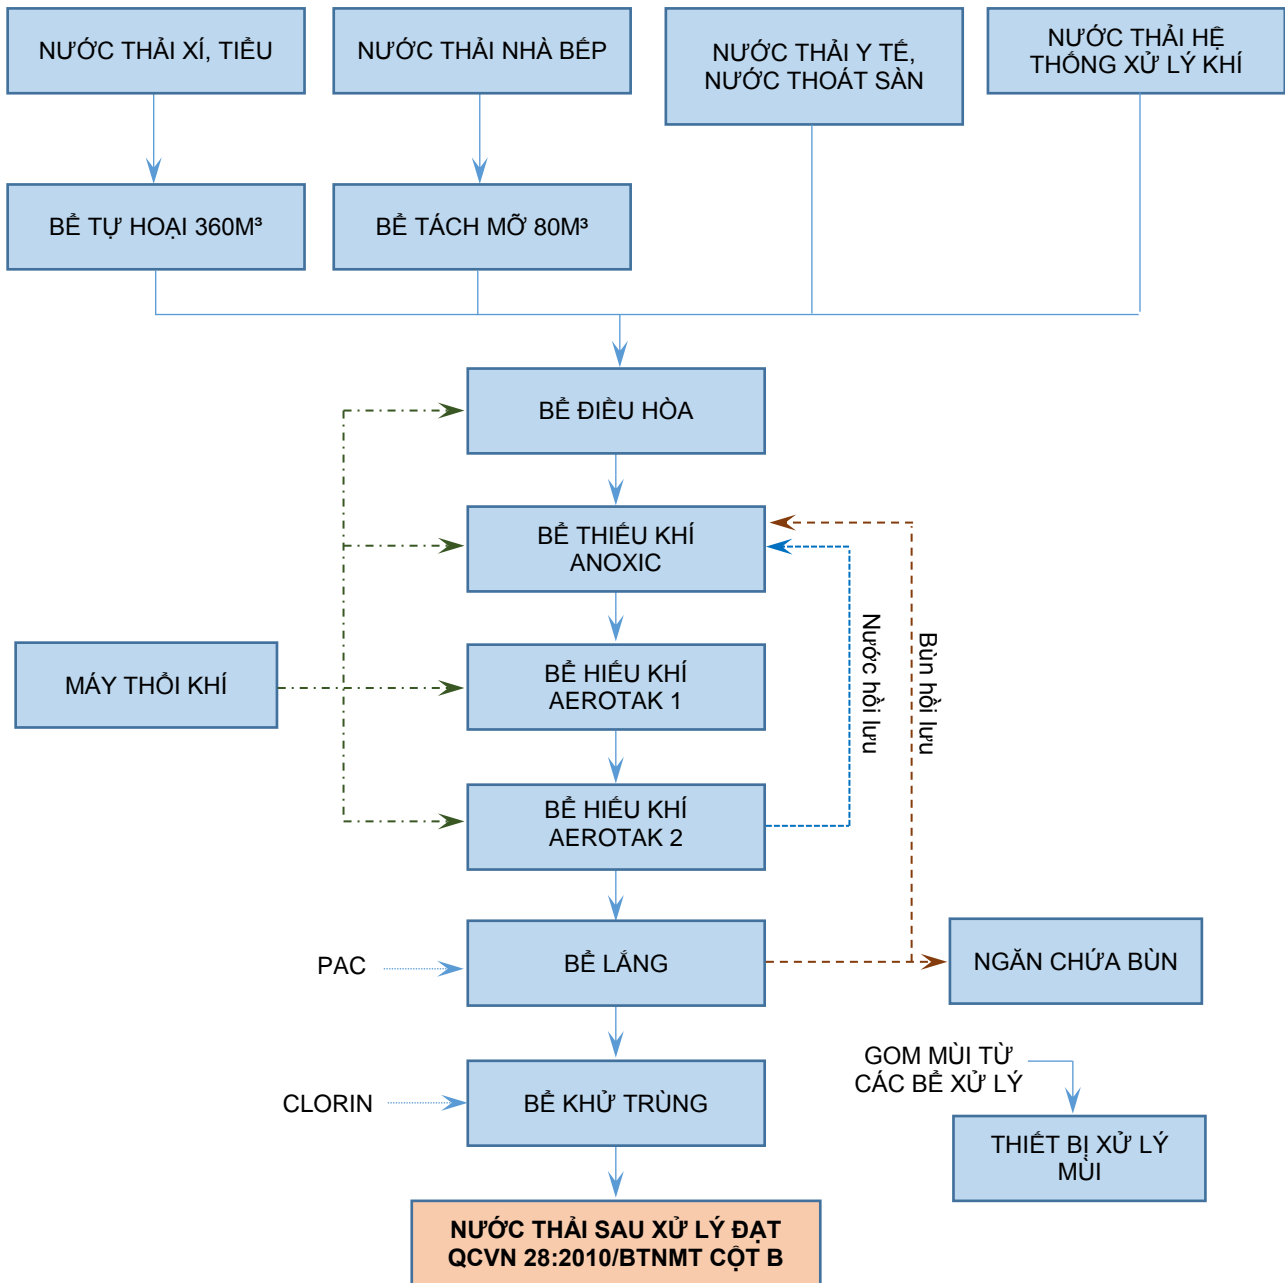 NƯỚC THẢI XÍ, TIỂU
NƯỚC THẢI NHÀ BẾP
NƯỚC THẢI Y TẾ,
NƯỚC THOÁT SÀN
NƯỚC THẢI HỆ
THỐNG XỬ LÝ KHÍ
BỂ TỰ HOẠI 360M³
BỂ TÁCH MỠ 80M³
BỂ ĐIỀU HÒA
BỂ THIẾU KHÍ
ANOXIC
MÁY THỔI KHÍ
BỂ HIẾU KHÍ
AEROTAK 1
Nước hồi lưu
Bùn hồi lưu
BỂ HIẾU KHÍ
AEROTAK 2
PAC
BỂ LẮNG
NGĂN CHỨA BÙN
GOM MÙI TỪ
CÁC BỂ XỬ LÝ
CLORIN
BỂ KHỬ TRÙNG
THIẾT BỊ XỬ LÝ
MÙI
NƯỚC THẢI SAU XỬ LÝ ĐẠT
QCVN 28:2010/BTNMT CỘT B